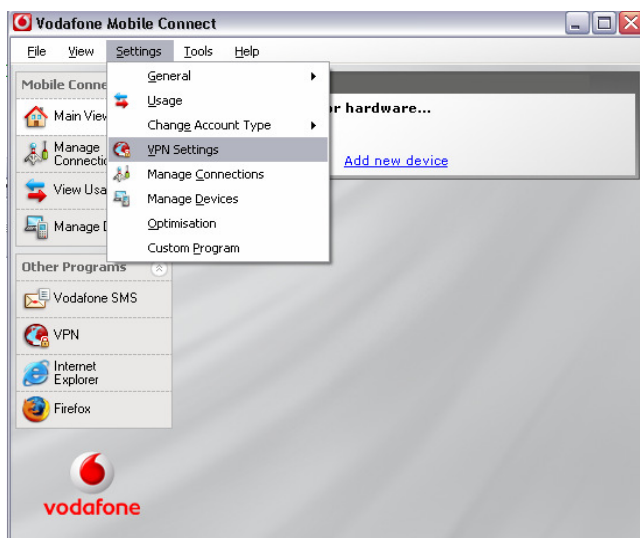 Vodafone Mobile Connect
File View Settings Tools Help
Mobile Conne
General
Usage
Change Account Type
VPN Settings
Manage Connections
Manage Devices
Optimisation
Custom Program
or hardware...
Add new device
Main View
Manage
Connectio
View Usa
Manage D
Other Programs
Vodafone SMS
VPN
Internet
Explorer
Firefox
vodafone